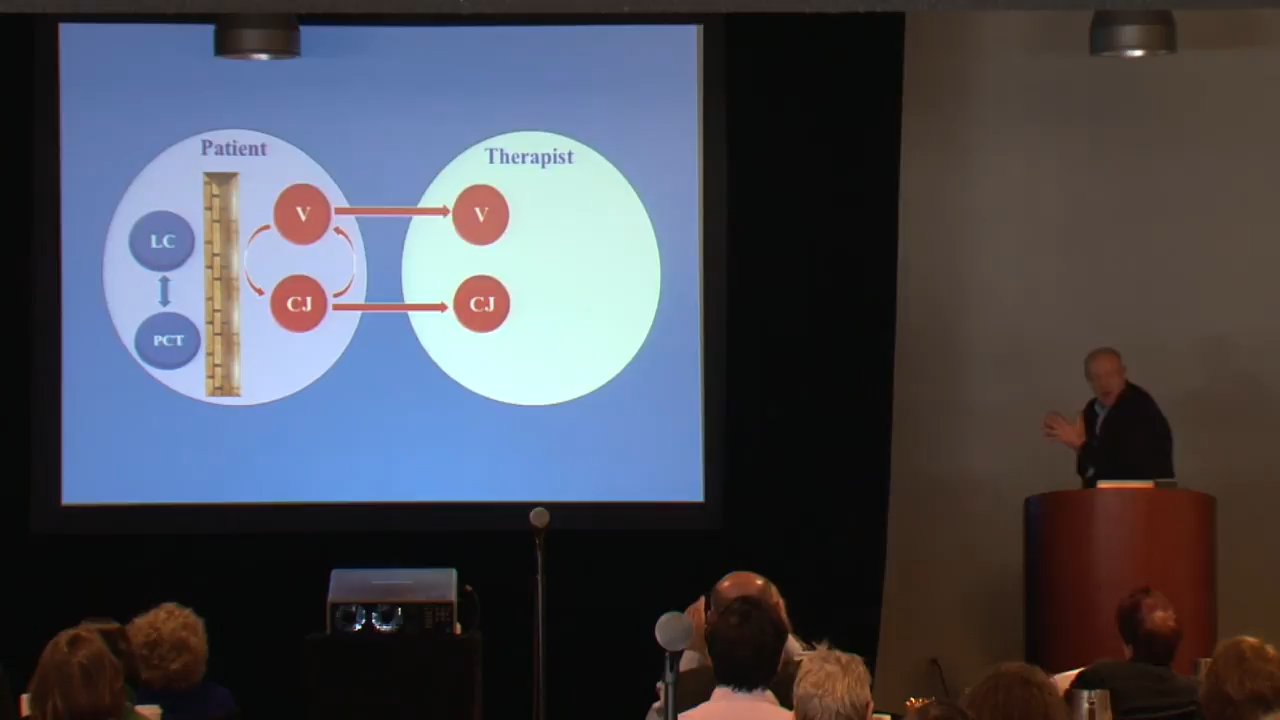 Patient
Therapist
V
V
LC
CJ
CJ
PCT